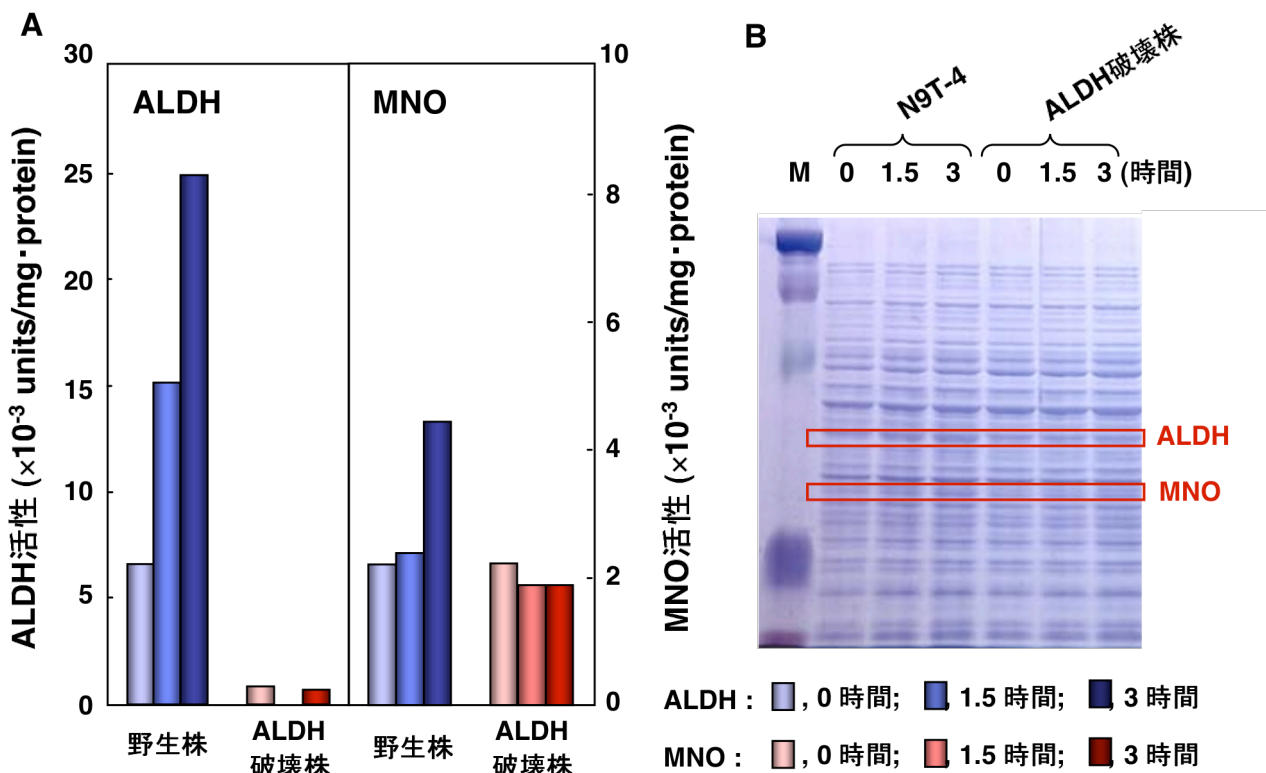 A
30
25
20
15
10
5
0
ALDH活性 (×10⁻³ units/mg・protein)
ALDH
MNO
10
8
6
4
2
0
MNO活性 (×10⁻³ units/mg・protein)
野生株
ALDH
破壊株
野生株
ALDH
破壊株
B
N9T-4
ALDH破壊株
M 0 1.5 3 0 1.5 3 (時間)
ALDH
MNO
ALDH : , 0 時間; , 1.5 時間; , 3 時間
MNO : , 0 時間; , 1.5 時間; , 3 時間